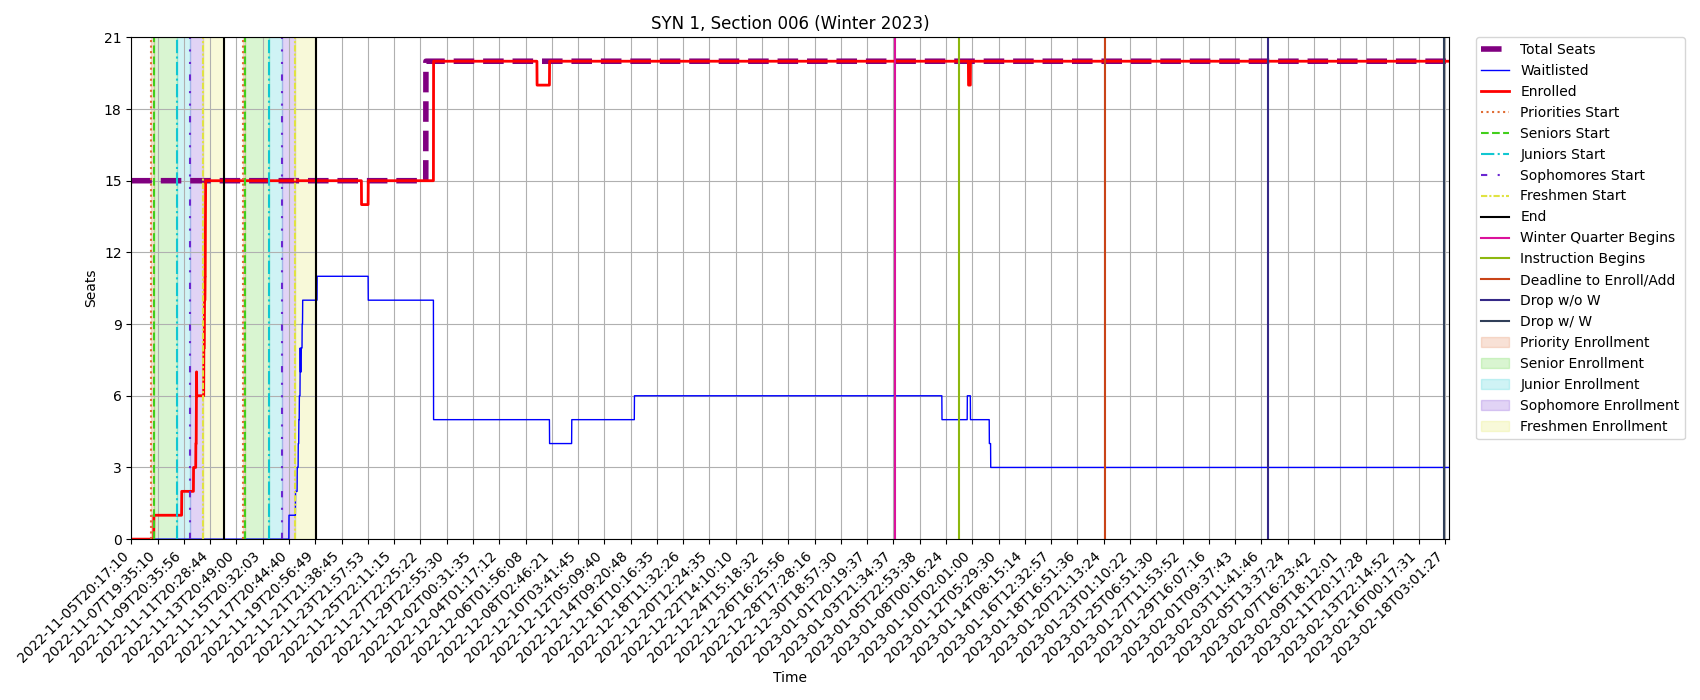 SYN 1, Section 006 (Winter 2023)
21
18
15
12
9
6
3
0
Seats
2022-11-05T20:17:10
2022-11-07T19:35:10
2022-11-09T20:35:56
2022-11-11T20:28:44
2022-11-13T20:49:00
2022-11-15T20:32:03
2022-11-17T20:44:40
2022-11-19T20:56:49
2022-11-21T21:38:45
2022-11-23T21:57:53
2022-11-25T22:11:15
2022-11-27T22:25:22
2022-11-29T22:55:30
2022-12-02T00:31:35
2022-12-04T01:17:12
2022-12-06T01:56:08
2022-12-08T02:46:21
2022-12-10T03:41:45
2022-12-12T05:09:40
2022-12-14T09:20:48
2022-12-16T10:16:35
2022-12-18T11:32:26
2022-12-20T12:24:35
2022-12-22T14:10:10
2022-12-24T15:18:32
2022-12-26T16:25:56
2022-12-28T17:28:16
2022-12-30T18:57:30
2023-01-01T20:19:37
2023-01-03T21:34:37
2023-01-05T22:53:38
2023-01-08T00:16:24
2023-01-10T02:01:00
2023-01-12T05:29:30
2023-01-14T08:15:14
2023-01-16T12:32:57
2023-01-18T16:51:36
2023-01-20T21:13:24
2023-01-23T01:10:22
2023-01-25T06:51:30
2023-01-27T11:53:52
2023-01-29T16:07:16
2023-02-01T09:37:43
2023-02-03T11:41:46
2023-02-05T13:37:24
2023-02-07T16:23:42
2023-02-09T18:12:01
2023-02-11T20:17:28
2023-02-13T22:14:52
2023-02-16T00:17:31
2023-02-18T03:01:27
Time
Total Seats
Waitlisted
Enrolled
Priorities Start
Seniors Start
Juniors Start
Sophomores Start
Freshmen Start
End
Winter Quarter Begins
Instruction Begins
Deadline to Enroll/Add
Drop w/o W
Drop w/ W
Priority Enrollment
Senior Enrollment
Junior Enrollment
Sophomore Enrollment
Freshmen Enrollment